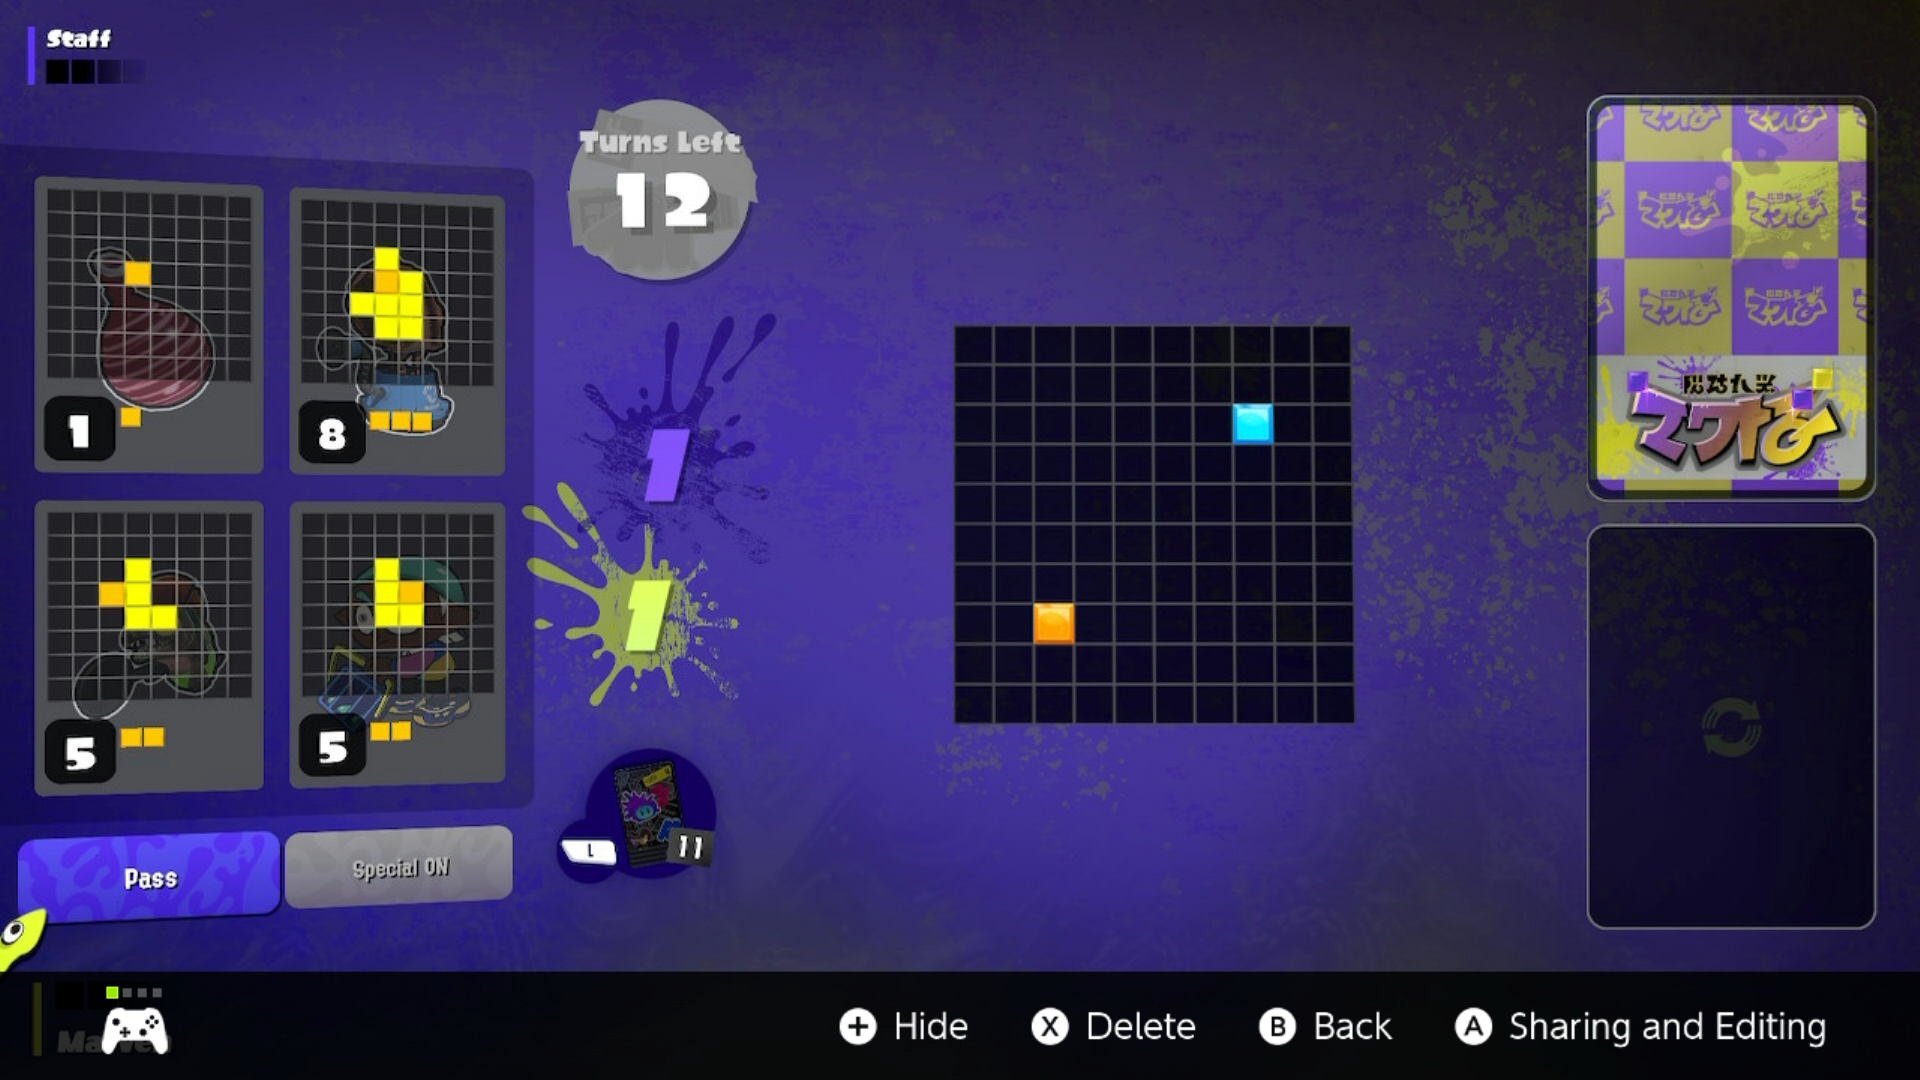 Staff
Turns Left
12
1
8
1
1
5
5
L
11
Pass
Special ON
Hide
X Delete
B Back
A Sharing and Editing